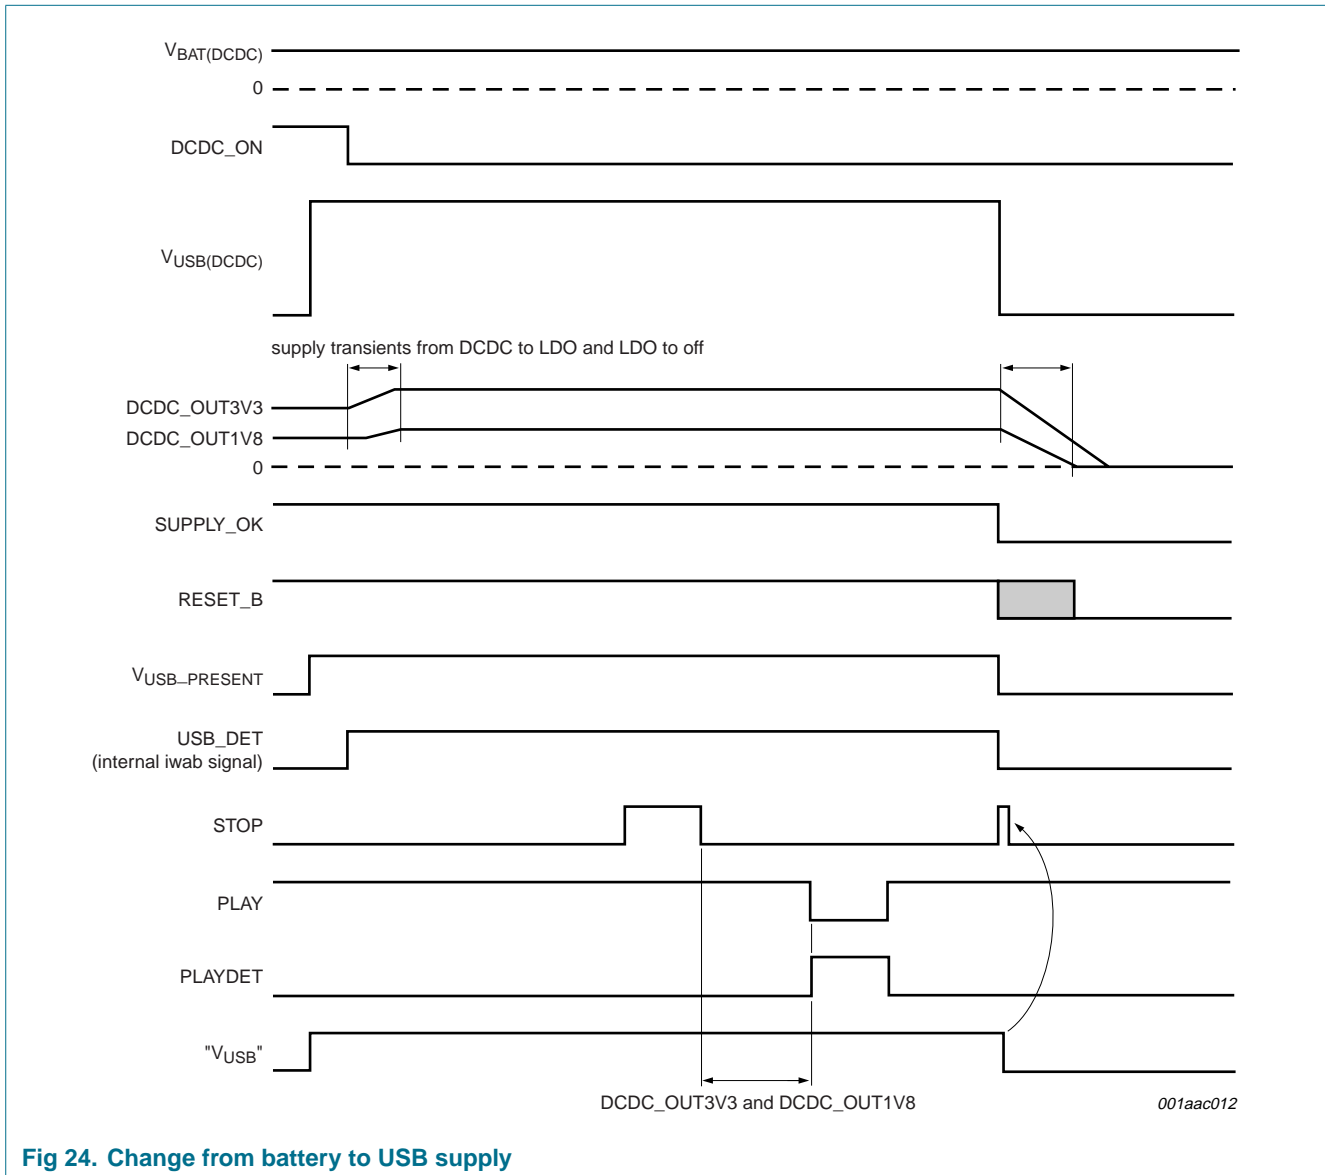 VBAT(DCDC)
0
DCDC_ON
VUSB(DCDC)
supply transients from DCDC to LDO and LDO to off
DCDC_OUT3V3
DCDC_OUT1V8
0
SUPPLY_OK
RESET_B
VUSB_PRESENT
USB_DET
(internal iwab signal)
STOP
PLAY
PLAYDET
"VUSB"
DCDC_OUT3V3 and DCDC_OUT1V8
001aac012
Fig 24. Change from battery to USB supply